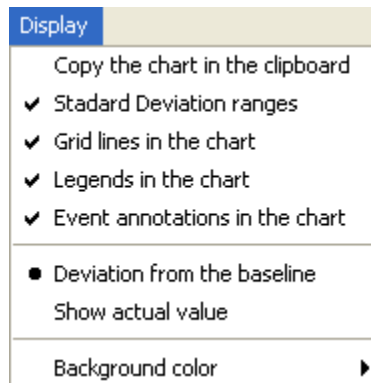 Display
Copy the chart in the clipboard
Stadard Deviation ranges
Grid lines in the chart
Legends in the chart
Event annotations in the chart
Deviation from the baseline
Show actual value
Background color